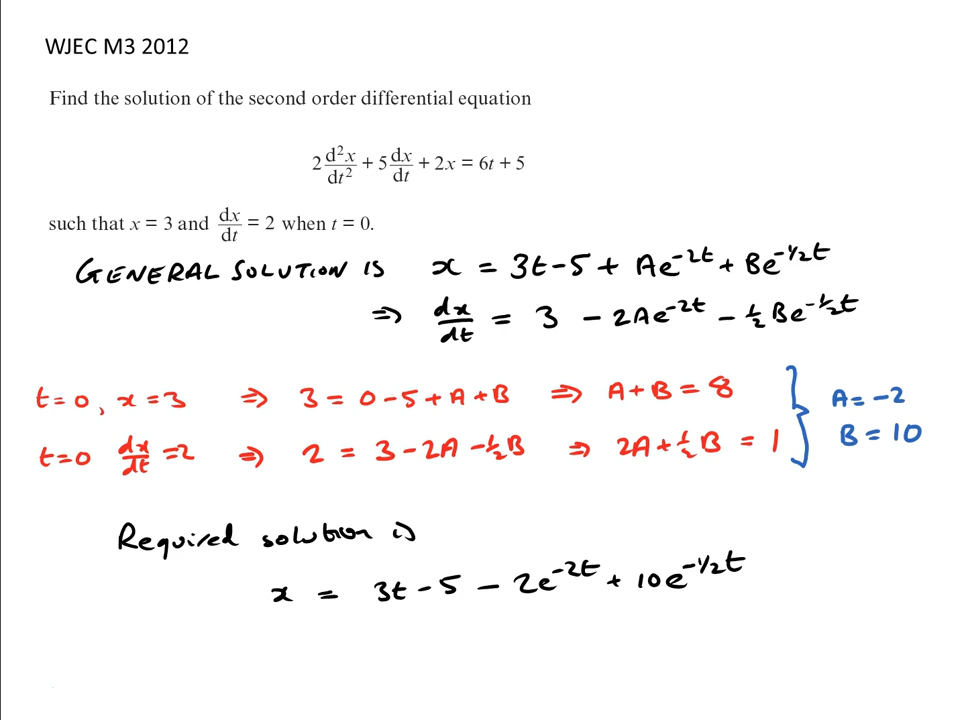 WJEC M3 2012
Find the solution of the second order differential equation
2 d²x/dt² + 5 dx/dt + 2x = 6t + 5
such that x = 3 and dx/dt = 2 when t = 0.
GENERAL SOLUTION IS x = 3t - 5 + Ae^(-2t) + Be^(-1/2t)
⇒ dx/dt = 3 - 2Ae^(-2t) - 1/2Be^(-1/2t)
t=0, x=3 ⇒ 3 = 0-5+A+B ⇒ A+B = 8 } A = -2
t=0 dx/dt=2 ⇒ 2 = 3-2A-1/2B ⇒ 2A+1/2B = 1 } B = 10
Required solution is
x = 3t - 5 - 2e^(-2t) + 10e^(-1/2t)